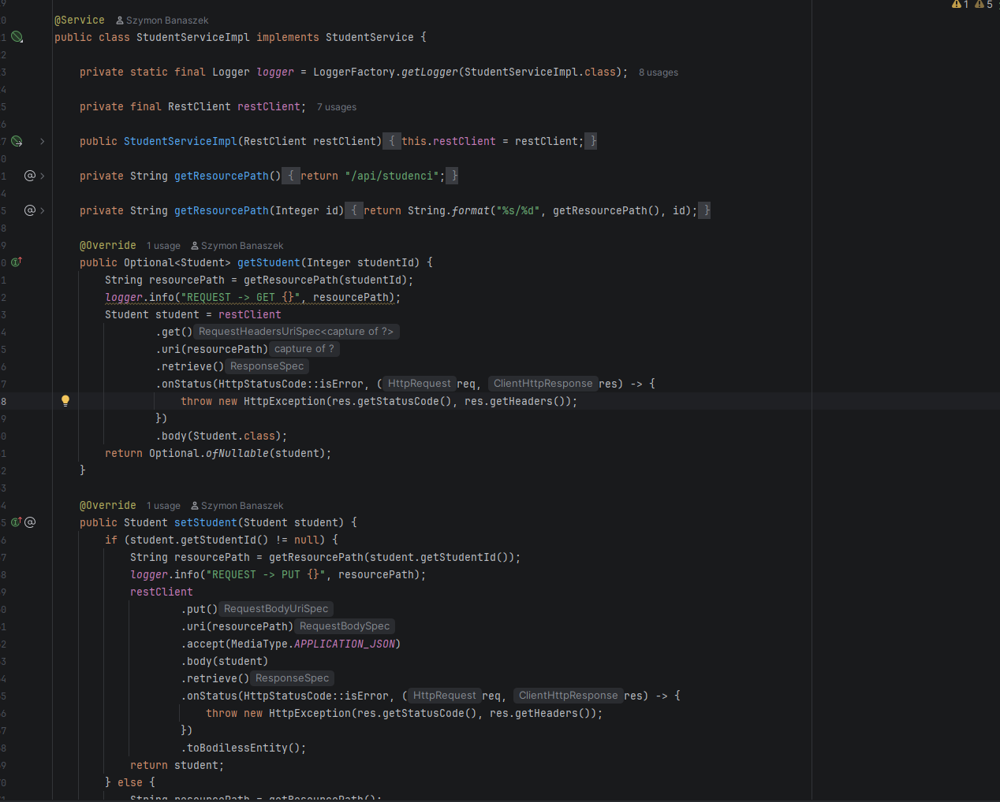 1 5
@Service Szymon Banaszek
public class StudentServiceImpl implements StudentService {
private static final Logger logger = LoggerFactory.getLogger(StudentServiceImpl.class); 8 usages
private final RestClient restClient; 7 usages
public StudentServiceImpl(RestClient restClient) { this.restClient = restClient; }
private String getResourcePath() { return "/api/studenci"; }
private String getResourcePath(Integer id) { return String.format("%s/%d", getResourcePath(), id); }
@Override 1 usage Szymon Banaszek
public Optional<Student> getStudent(Integer studentId) {
String resourcePath = getResourcePath(studentId);
logger.info("REQUEST -> GET {}", resourcePath);
Student student = restClient
.get() RequestHeadersUriSpec<capture of ?>
.uri(resourcePath) capture of ?
.retrieve() ResponseSpec
.onStatus(HttpStatusCode::isError, ( HttpRequest req, ClientHttpResponse res) -> {
throw new HttpException(res.getStatusCode(), res.getHeaders());
})
.body(Student.class);
return Optional.ofNullable(student);
}
@Override 1 usage Szymon Banaszek
public Student setStudent(Student student) {
if (student.getStudentId() != null) {
String resourcePath = getResourcePath(student.getStudentId());
logger.info("REQUEST -> PUT {}", resourcePath);
restClient
.put() RequestBodyUriSpec
.uri(resourcePath) RequestBodySpec
.accept(MediaType.APPLICATION_JSON)
.body(student)
.retrieve() ResponseSpec
.onStatus(HttpStatusCode::isError, ( HttpRequest req, ClientHttpResponse res) -> {
throw new HttpException(res.getStatusCode(), res.getHeaders());
})
.toBodilessEntity();
return student;
} else {
String resourcePath = getResourcePath();